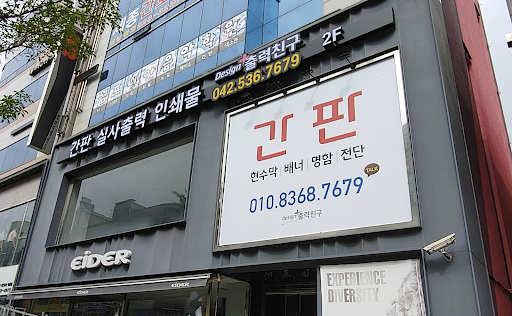 Design+출력친구 2F
042.536.7679
간판 실사출력 인쇄물
간판
현수막 | 배너 | 명함 | 전단
TALK
010.8368.7679
Design+출력친구
EiDER
EXPERIENCE
DIVERSITY